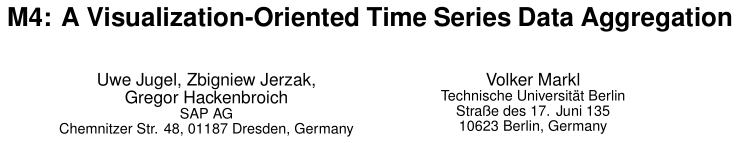 M4: A Visualization-Oriented Time Series Data Aggregation
Uwe Jugel, Zbigniew Jerzak,
Gregor Hackenbroich
SAP AG
Chemnitzer Str. 48, 01187 Dresden, Germany
Volker Markl
Technische Universität Berlin
Straße des 17. Juni 135
10623 Berlin, Germany